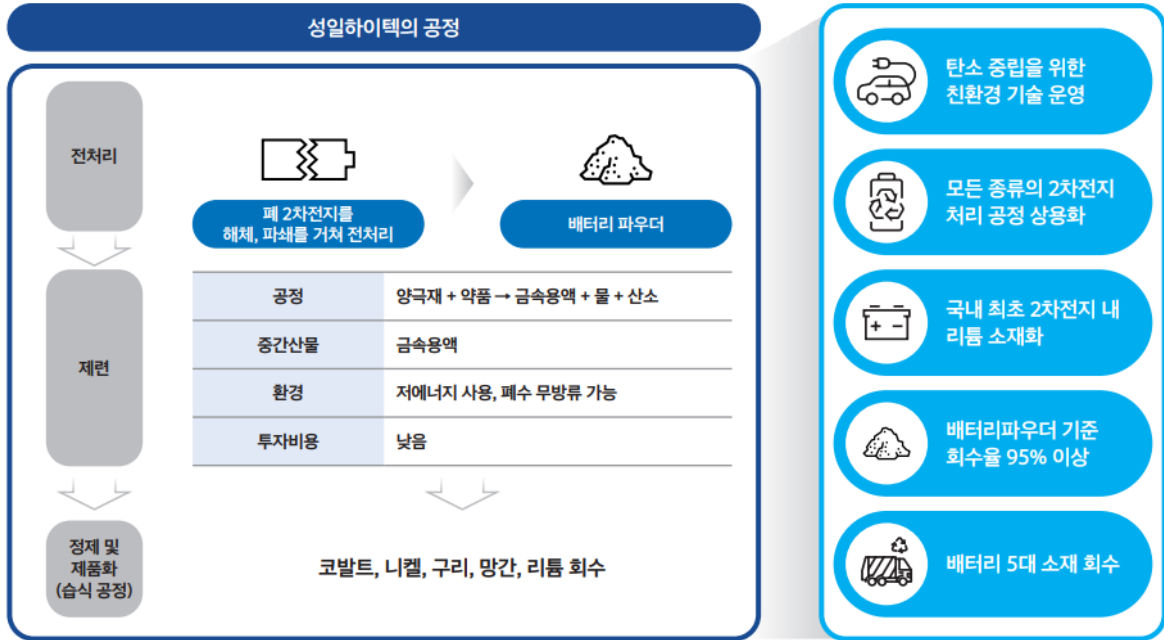 성일하이텍의 공정
전처리
폐 2차전지를
해체, 파쇄를 거쳐 전처리
배터리 파우더
제련
공정 양극재 + 약품 → 금속용액 + 물 + 산소
중간산물 금속용액
환경 저에너지 사용, 폐수 무방류 가능
투자비용 낮음
정제 및
제품화
(습식 공정)
코발트, 니켈, 구리, 망간, 리튬 회수
탄소 중립을 위한
친환경 기술 운영
모든 종류의 2차전지
처리 공정 상용화
국내 최초 2차전지 내
리튬 소재화
배터리파우더 기준
회수율 95% 이상
배터리 5대 소재 회수